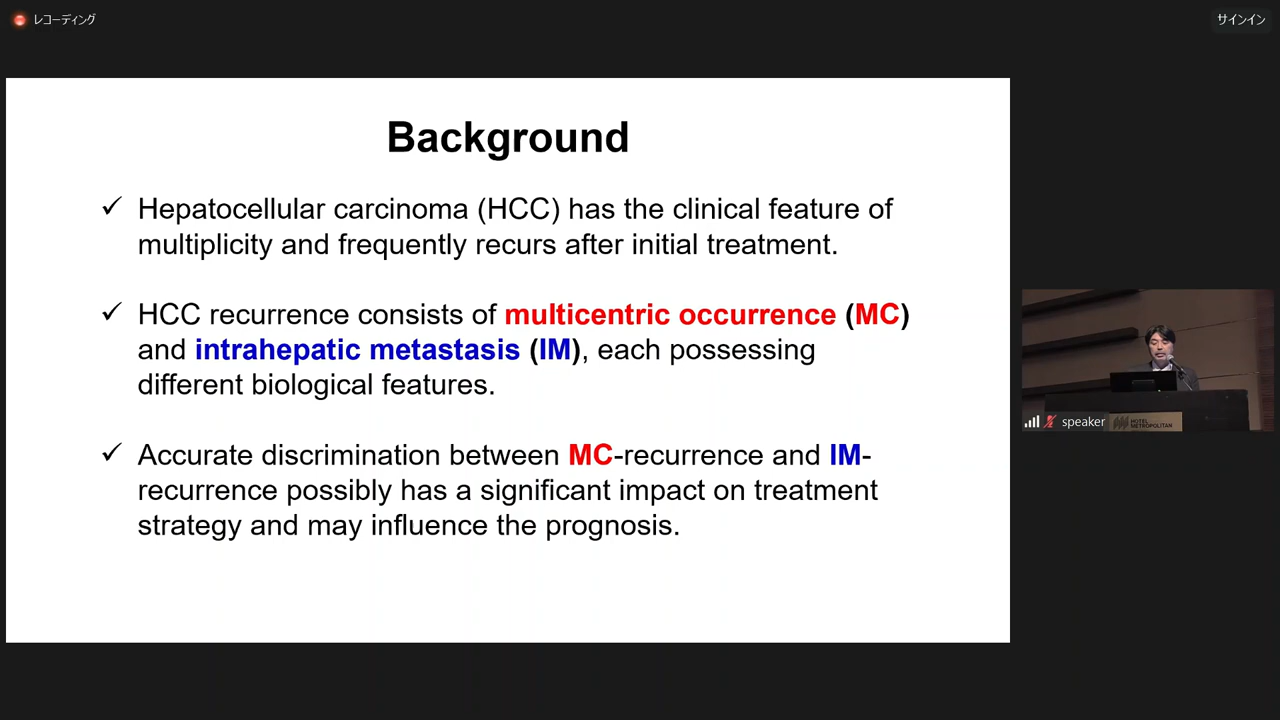 レコーディング
サインイン
Background
✓ Hepatocellular carcinoma (HCC) has the clinical feature of
multiplicity and frequently recurs after initial treatment.
✓ HCC recurrence consists of multicentric occurrence (MC)
and intrahepatic metastasis (IM), each possessing
different biological features.
✓ Accurate discrimination between MC-recurrence and IM-
recurrence possibly has a significant impact on treatment
strategy and may influence the prognosis.
speaker
HOTEL
METROPOLITAN